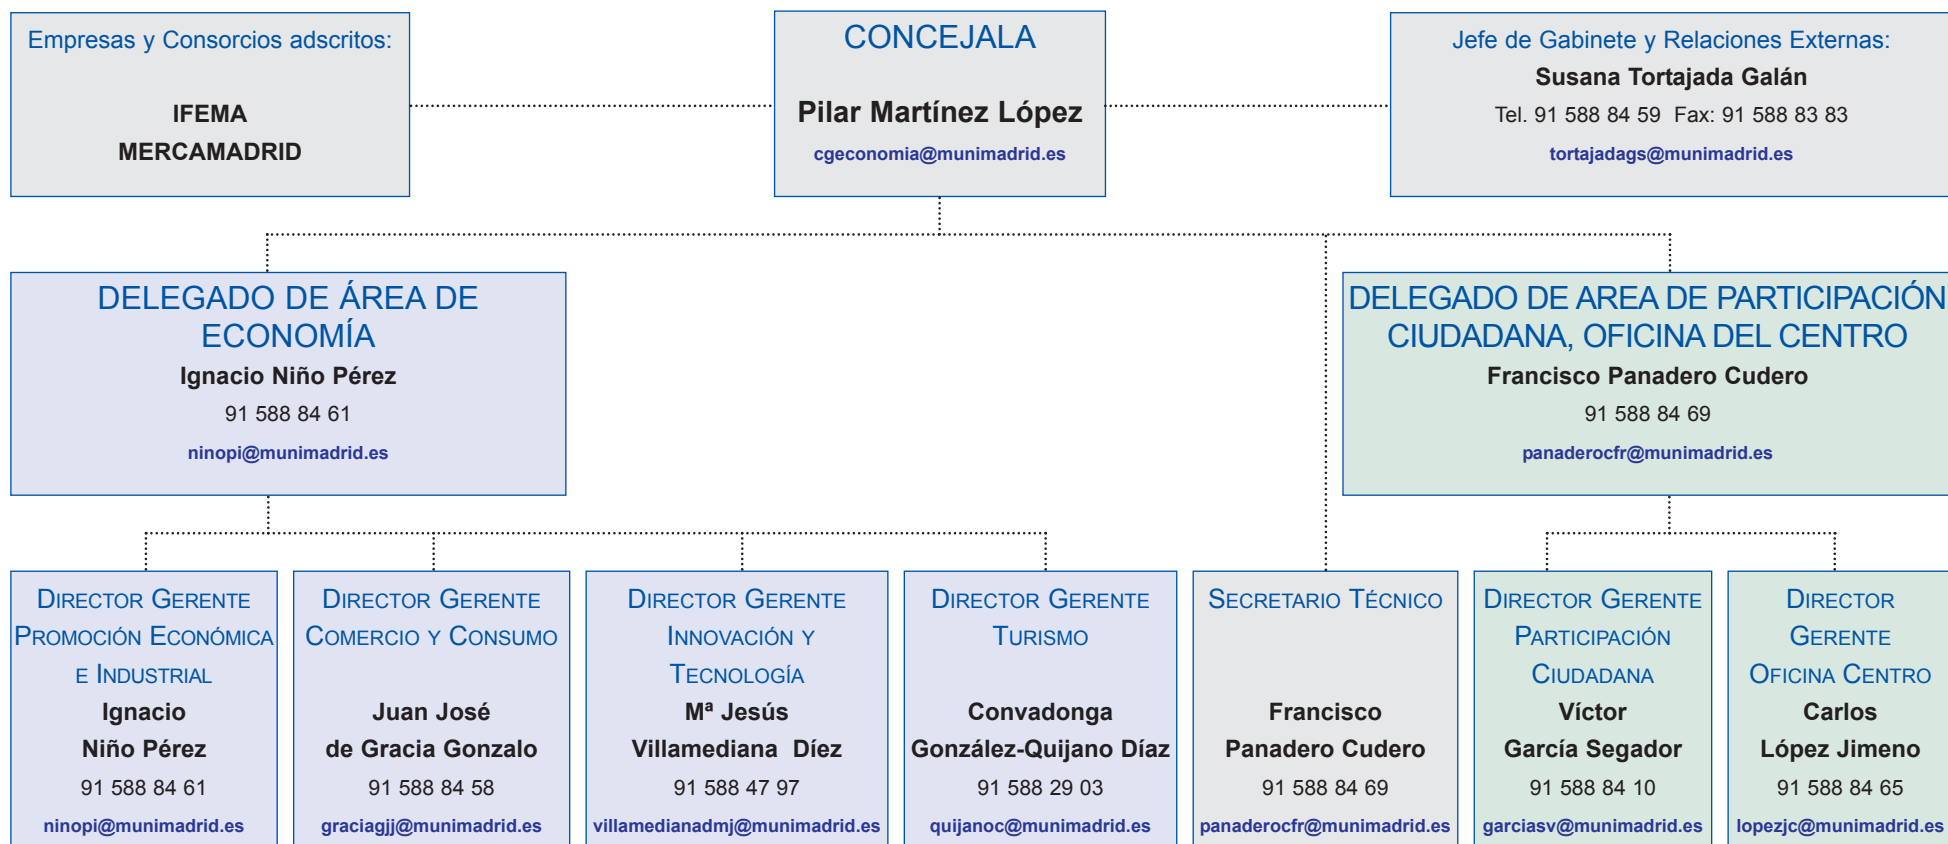 Empresas y Consorcios adscritos:
IFEMA
MERCAMADRID
CONCEJALA
Pilar Martínez López
cgeconomia@munimadrid.es
Jefe de Gabinete y Relaciones Externas:
Susana Tortajada Galán
Tel. 91 588 84 59 Fax: 91 588 83 83
tortajadags@munimadrid.es
DELEGADO DE ÁREA DE
ECONOMÍA
Ignacio Niño Pérez
91 588 84 61
ninopi@munimadrid.es
DELEGADO DE AREA DE PARTICIPACIÓN
CIUDADANA, OFICINA DEL CENTRO
Francisco Panadero Cudero
91 588 84 69
panaderocfr@munimadrid.es
DIRECTOR GERENTE
PROMOCIÓN ECONÓMICA
E INDUSTRIAL
Ignacio
Niño Pérez
91 588 84 61
ninopi@munimadrid.es
DIRECTOR GERENTE
COMERCIO Y CONSUMO
Juan José
de Gracia Gonzalo
91 588 84 58
graciagjj@munimadrid.es
DIRECTOR GERENTE
INNOVACIÓN Y
TECNOLOGÍA
Mª Jesús
Villamediana Díez
91 588 47 97
villamedianadmj@munimadrid.es
DIRECTOR GERENTE
TURISMO
Convadonga
González-Quijano Díaz
91 588 29 03
quijanoc@munimadrid.es
SECRETARIO TÉCNICO
Francisco
Panadero Cudero
91 588 84 69
panaderocfr@munimadrid.es
DIRECTOR GERENTE
PARTICIPACIÓN
CIUDADANA
Víctor
García Segador
91 588 84 10
garciasv@munimadrid.es
DIRECTOR
GERENTE
OFICINA CENTRO
Carlos
López Jimeno
91 588 84 65
lopezjc@munimadrid.es